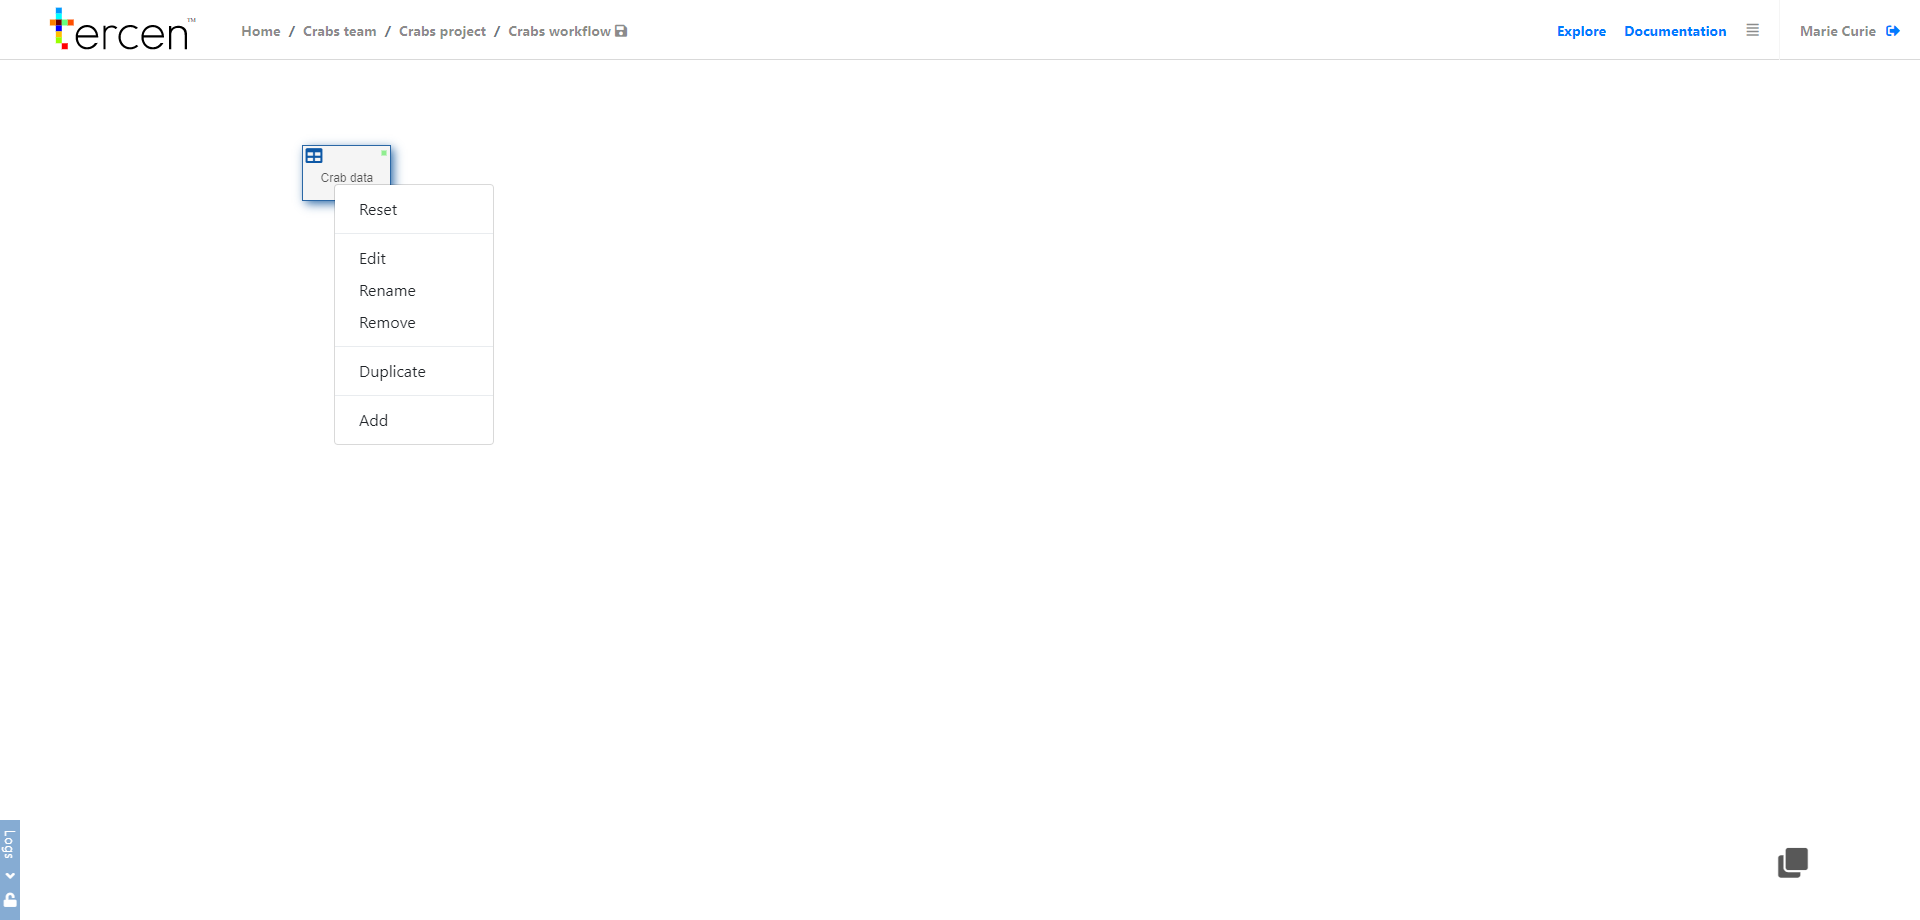 tercen™
Home / Crabs team / Crabs project / Crabs workflow
Explore Documentation Marie Curie
Crab data
Reset
Edit
Rename
Remove
Duplicate
Add
Logs